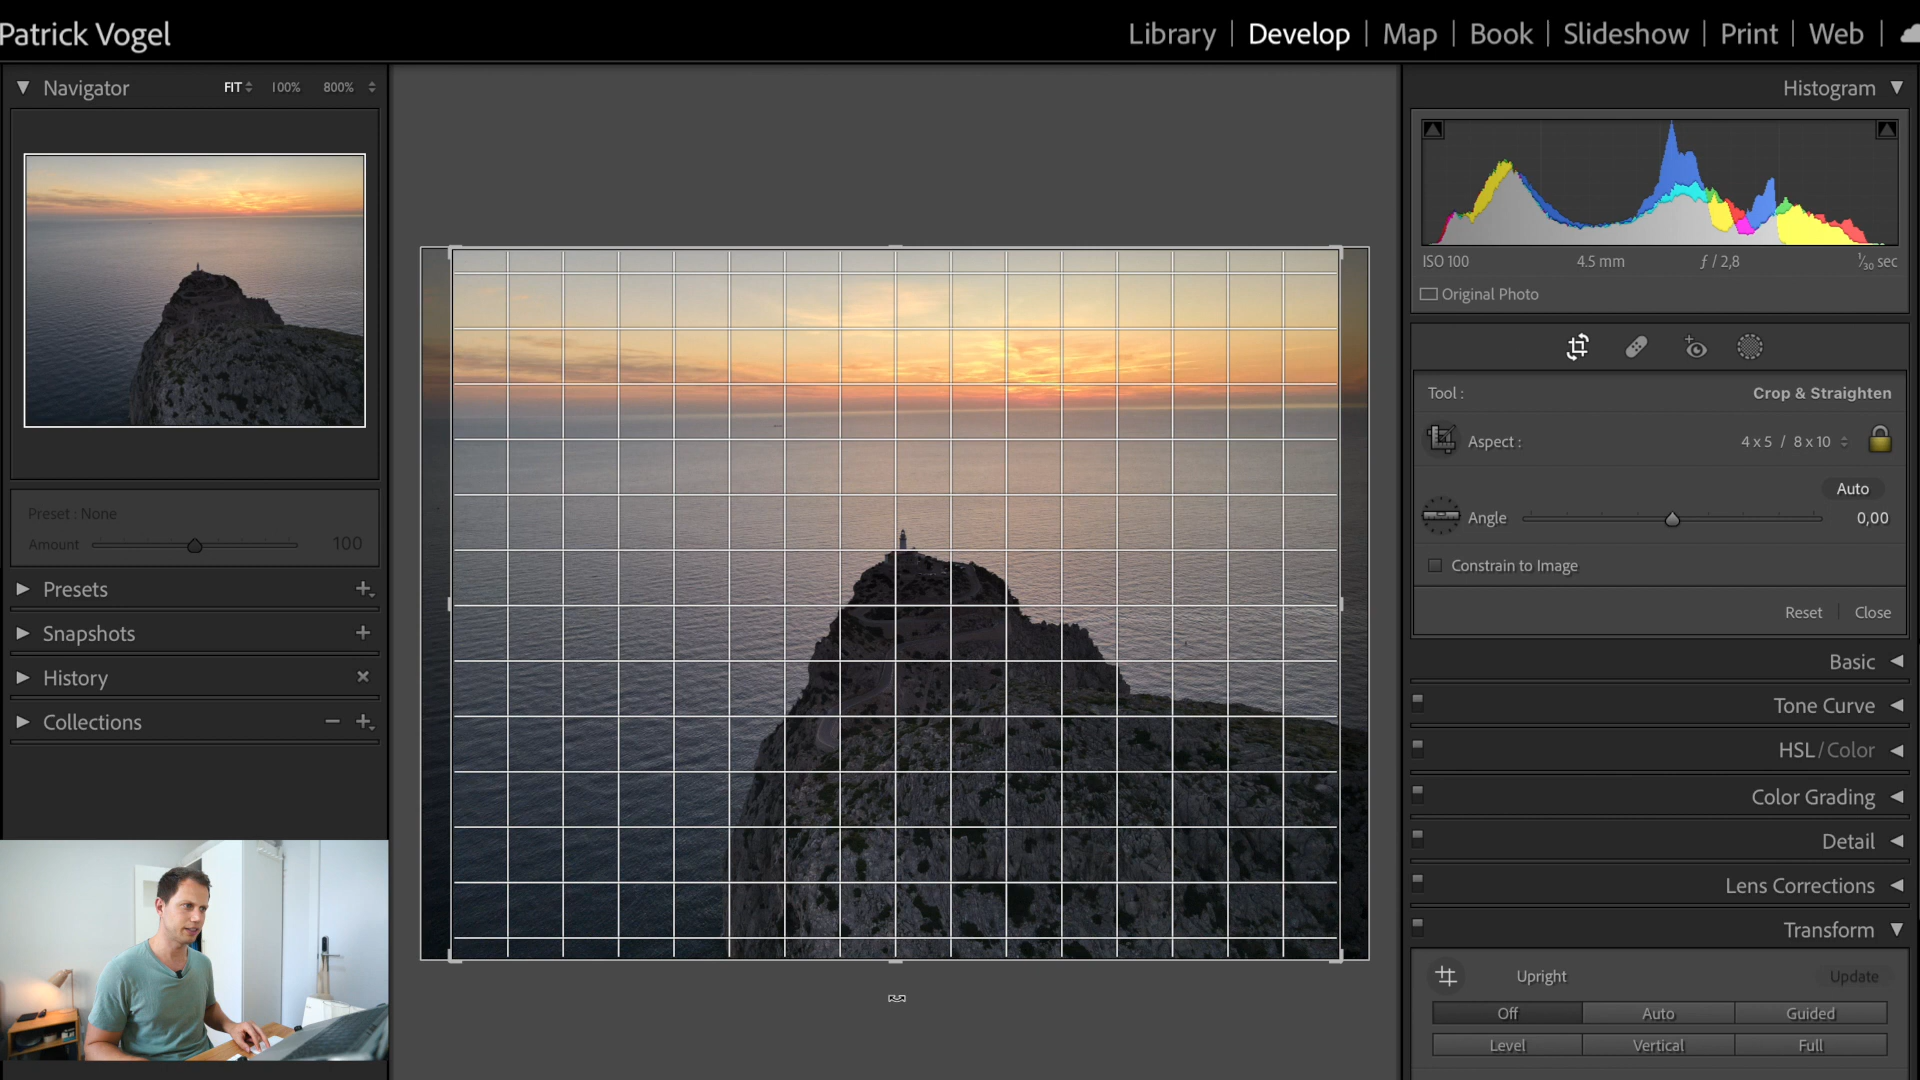 Patrick Vogel
Library | Develop | Map | Book | Slideshow | Print | Web |
Navigator FIT 100% 800%
Preset : None
Amount 100
Presets
Snapshots
History
Collections
Histogram
ISO 100 4.5 mm ƒ / 2,8 1/30 sec
Original Photo
Tool : Crop & Straighten
Aspect : 4 x 5 / 8 x 10
Auto
Angle 0,00
Constrain to Image
Reset Close
Basic
Tone Curve
HSL / Color
Color Grading
Detail
Lens Corrections
Transform
Upright Update
Off Auto Guided
Level Vertical Full